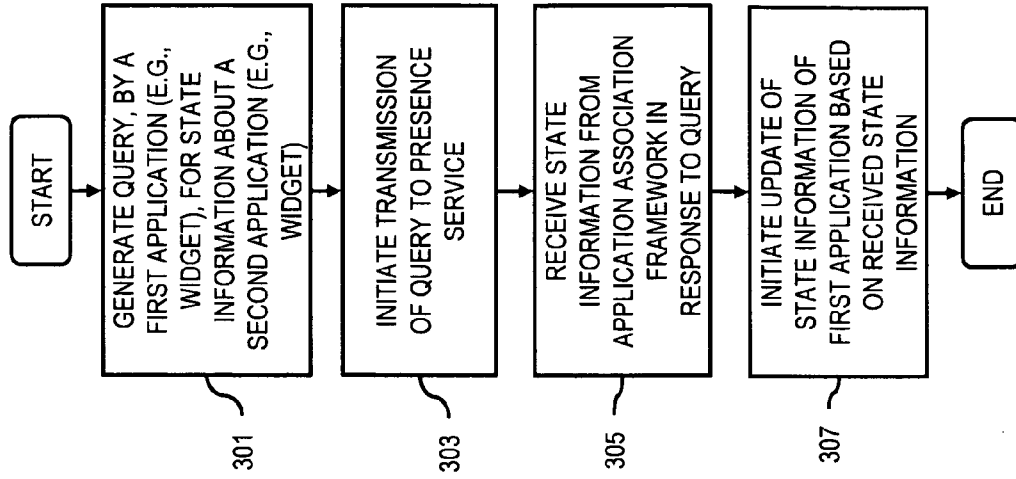 START
GENERATE QUERY, BY A
FIRST APPLICATION (E.G.,
WIDGET), FOR STATE
INFORMATION ABOUT A
SECOND APPLICATION (E.G.,
WIDGET)
301
INITIATE TRANSMISSION
OF QUERY TO PRESENCE
SERVICE
303
RECEIVE STATE
INFORMATION FROM
APPLICATION ASSOCIATION
FRAMEWORK IN
RESPONSE TO QUERY
305
INITIATE UPDATE OF
STATE INFORMATION OF
FIRST APPLICATION BASED
ON RECEIVED STATE
INFORMATION
307
END